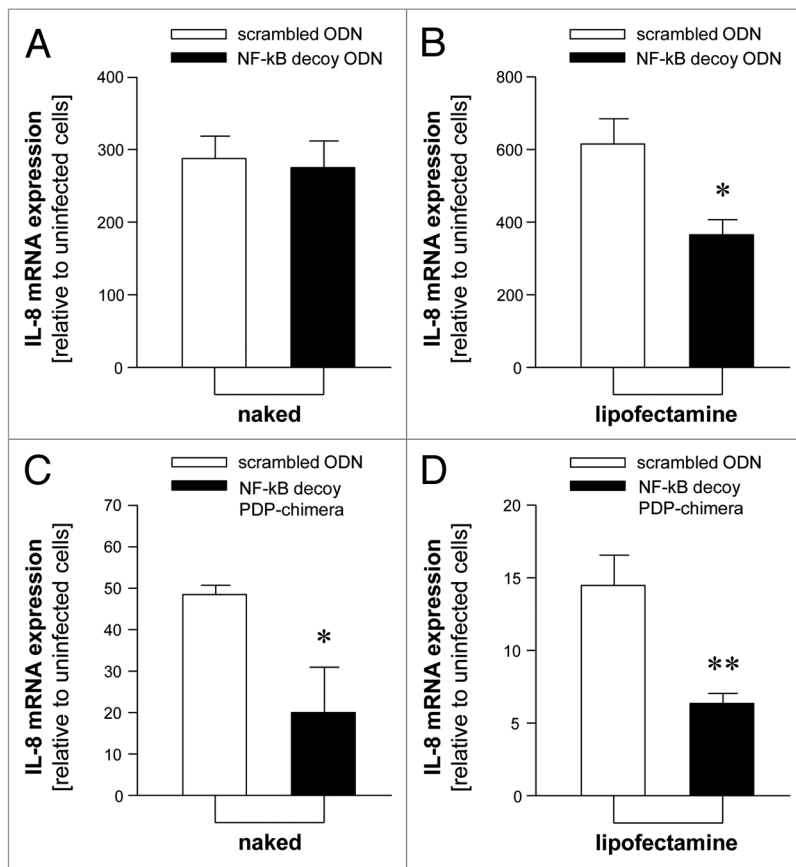 A
scrambled ODN
NF-kB decoy ODN
IL-8 mRNA expression
[relative to uninfected cells]
400
300
200
100
0
naked
B
scrambled ODN
NF-kB decoy ODN
IL-8 mRNA expression
[relative to uninfected cells]
800
600
400
200
0
*
lipofectamine
C
scrambled ODN
NF-kB decoy
PDP-chimera
IL-8 mRNA expression
[relative to uninfected cells]
70
60
50
40
30
20
10
0
*
naked
D
scrambled ODN
NF-kB decoy
PDP-chimera
IL-8 mRNA expression
[relative to uninfected cells]
20
15
10
5
0
**
lipofectamine